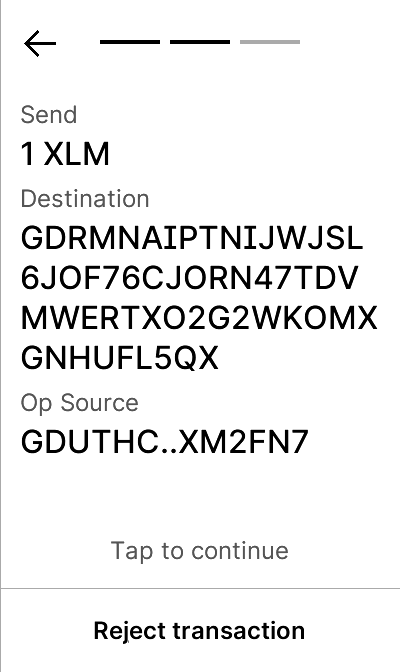 Send
1 XLM
Destination
GDRMNAIPTNIJWJSL
6JOF76CJORN47TDV
MWERTXO2G2WKOMX
GNHUFL5QX
Op Source
GDUTHC..XM2FN7
Tap to continue
Reject transaction